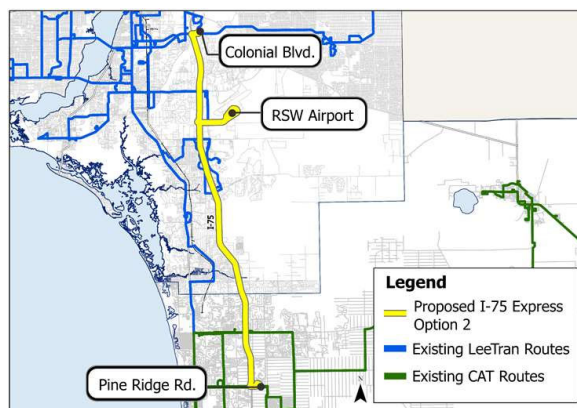 Colonial Blvd.
RSW Airport
I-75
Legend
Proposed I-75 Express
Option 2
Existing LeeTran Routes
Existing CAT Routes
Pine Ridge Rd.